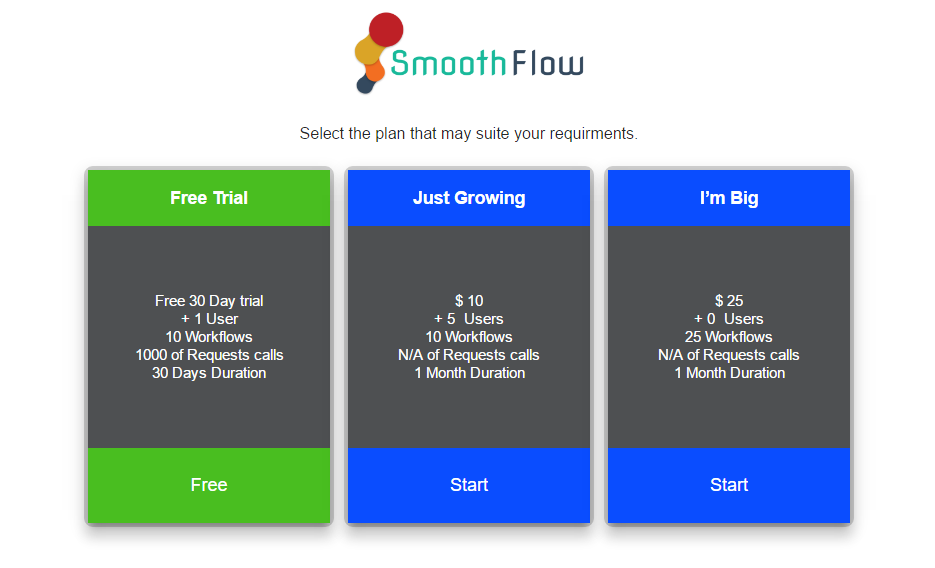 Smooth Flow
Select the plan that may suite your requirments.
Free Trial
Free 30 Day trial
+ 1 User
10 Workflows
1000 of Requests calls
30 Days Duration
Free
Just Growing
$ 10
+ 5  Users
10 Workflows
N/A of Requests calls
1 Month Duration
Start
I’m Big
$ 25
+ 0  Users
25 Workflows
N/A of Requests calls
1 Month Duration
Start